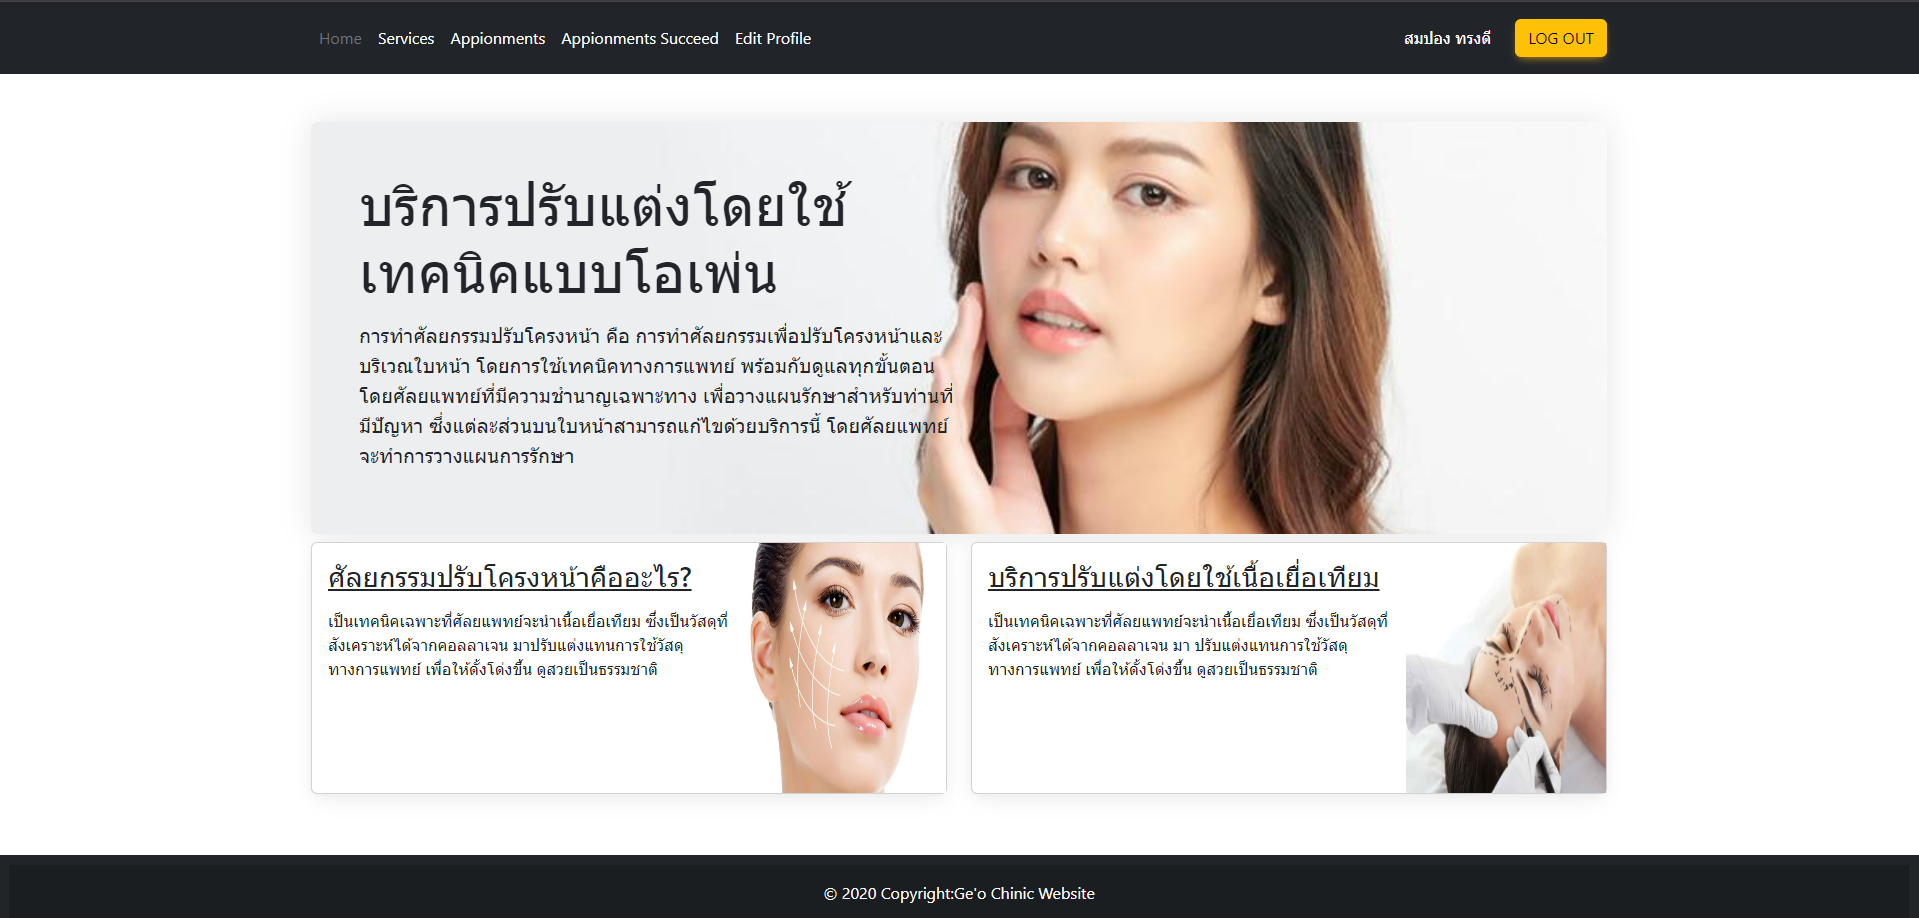 Home Services Appionments Appionments Succeed Edit Profile สมปอง ทรงดี LOG OUT
บริการปรับแต่งโดยใช้
เทคนิคแบบโอเพ่น
การทำศัลยกรรมปรับโครงหน้า คือ การทำศัลยกรรมเพื่อปรับโครงหน้าและ
บริเวณใบหน้า โดยการใช้เทคนิคทางการแพทย์ พร้อมกับดูแลทุกขั้นตอน
โดยศัลยแพทย์ที่มีความชำนาญเฉพาะทาง เพื่อวางแผนรักษาสำหรับท่านที่
มีปัญหา ซึ่งแต่ละส่วนบนใบหน้าสามารถแก้ไขด้วยบริการนี้ โดยศัลยแพทย์
จะทำการวางแผนการรักษา
ศัลยกรรมปรับโครงหน้าคืออะไร?
เป็นเทคนิคเฉพาะที่ศัลยแพทย์จะนำเนื้อเยื่อเทียม ซึ่งเป็นวัสดุที่
สังเคราะห์ได้จากคอลลาเจน มาปรับแต่งแทนการใช้วัสดุ
ทางการแพทย์ เพื่อให้ดั้งโด่งขึ้น ดูสวยเป็นธรรมชาติ
บริการปรับแต่งโดยใช้เนื้อเยื่อเทียม
เป็นเทคนิคเฉพาะที่ศัลยแพทย์จะนำเนื้อเยื่อเทียม ซึ่งเป็นวัสดุที่
สังเคราะห์ได้จากคอลลาเจน มา ปรับแต่งแทนการใช้วัสดุ
ทางการแพทย์ เพื่อให้ดั้งโด่งขึ้น ดูสวยเป็นธรรมชาติ
© 2020 Copyright:Ge'o Chinic Website